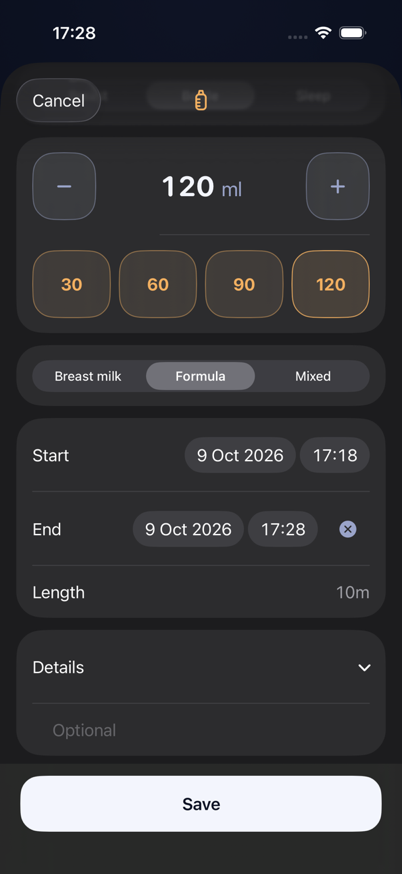 17:28
Cancel
Sleep
− 120 ml +
30 60 90 120
Breast milk Formula Mixed
Start 9 Oct 2026 17:18
End 9 Oct 2026 17:28
Length 10m
Details
Optional
Save